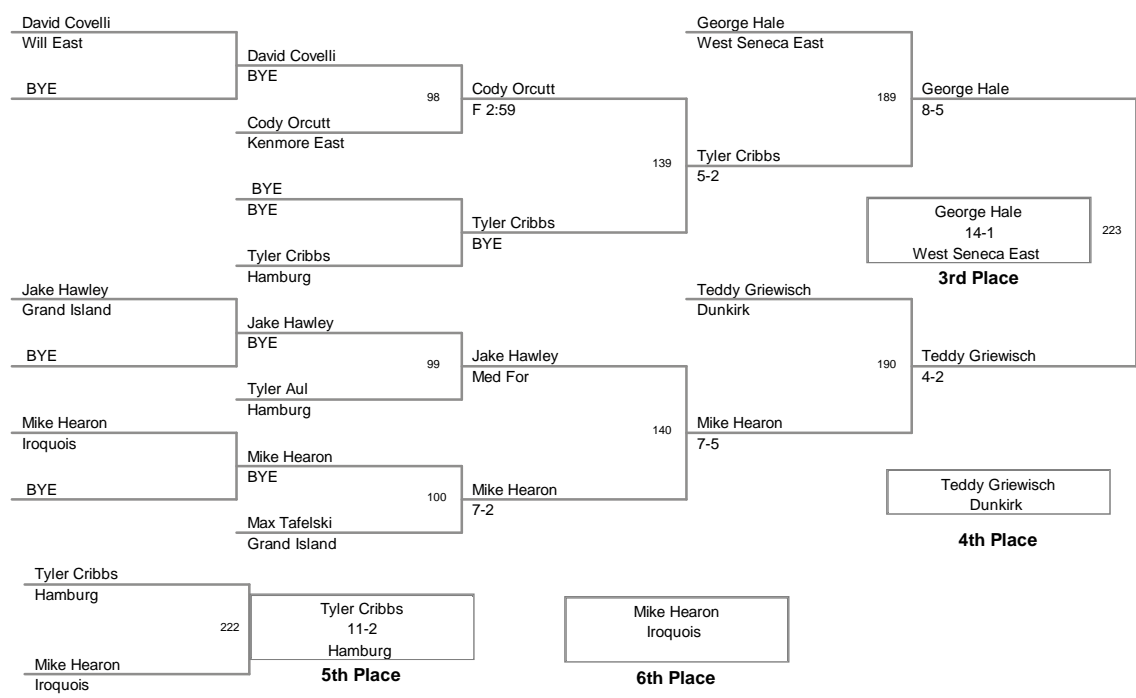 David Covelli
Will East
BYE
David Covelli
BYE
98
Cody Orcutt
Kenmore East
Cody Orcutt
F 2:59
BYE
BYE
Tyler Cribbs
Hamburg
Tyler Cribbs
BYE
139
Tyler Cribbs
5-2
George Hale
West Seneca East
189
George Hale
8-5
George Hale
14-1
West Seneca East
3rd Place
223
Jake Hawley
Grand Island
BYE
Jake Hawley
BYE
99
Tyler Aul
Hamburg
Jake Hawley
Med For
Mike Hearon
Iroquois
BYE
Mike Hearon
BYE
100
Max Tafelski
Grand Island
Mike Hearon
7-2
140
Mike Hearon
7-5
Teddy Griewisch
Dunkirk
190
Teddy Griewisch
4-2
Teddy Griewisch
Dunkirk
4th Place
Tyler Cribbs
Hamburg
222
Mike Hearon
Iroquois
Tyler Cribbs
11-2
Hamburg
5th Place
Mike Hearon
Iroquois
6th Place